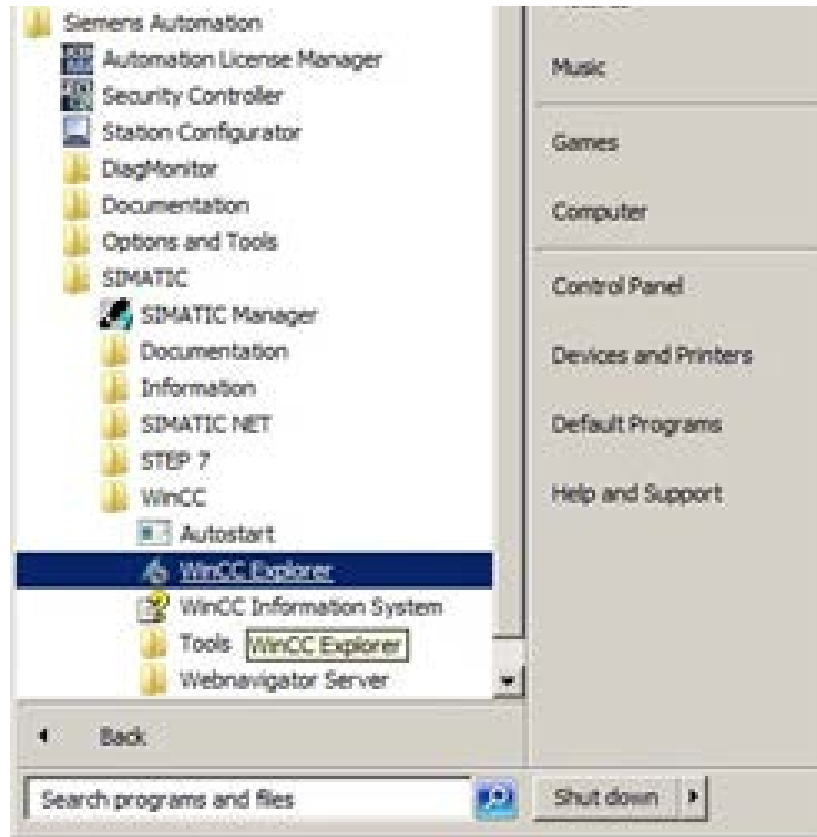 Siemens Automation
Automation License Manager
Security Controller
Station Configurator
DiagMonitor
Documentation
Options and Tools
SIMATIC
SIMATIC Manager
Documentation
Information
SIMATIC NET
STEP 7
WinCC
Autostart
WinCC Explorer
WinCC Information System
Tools WinCC Explorer
Webnavigator Server
Back
Search programs and files
Music
Games
Computer
Control Panel
Devices and Printers
Default Programs
Help and Support
Shut down